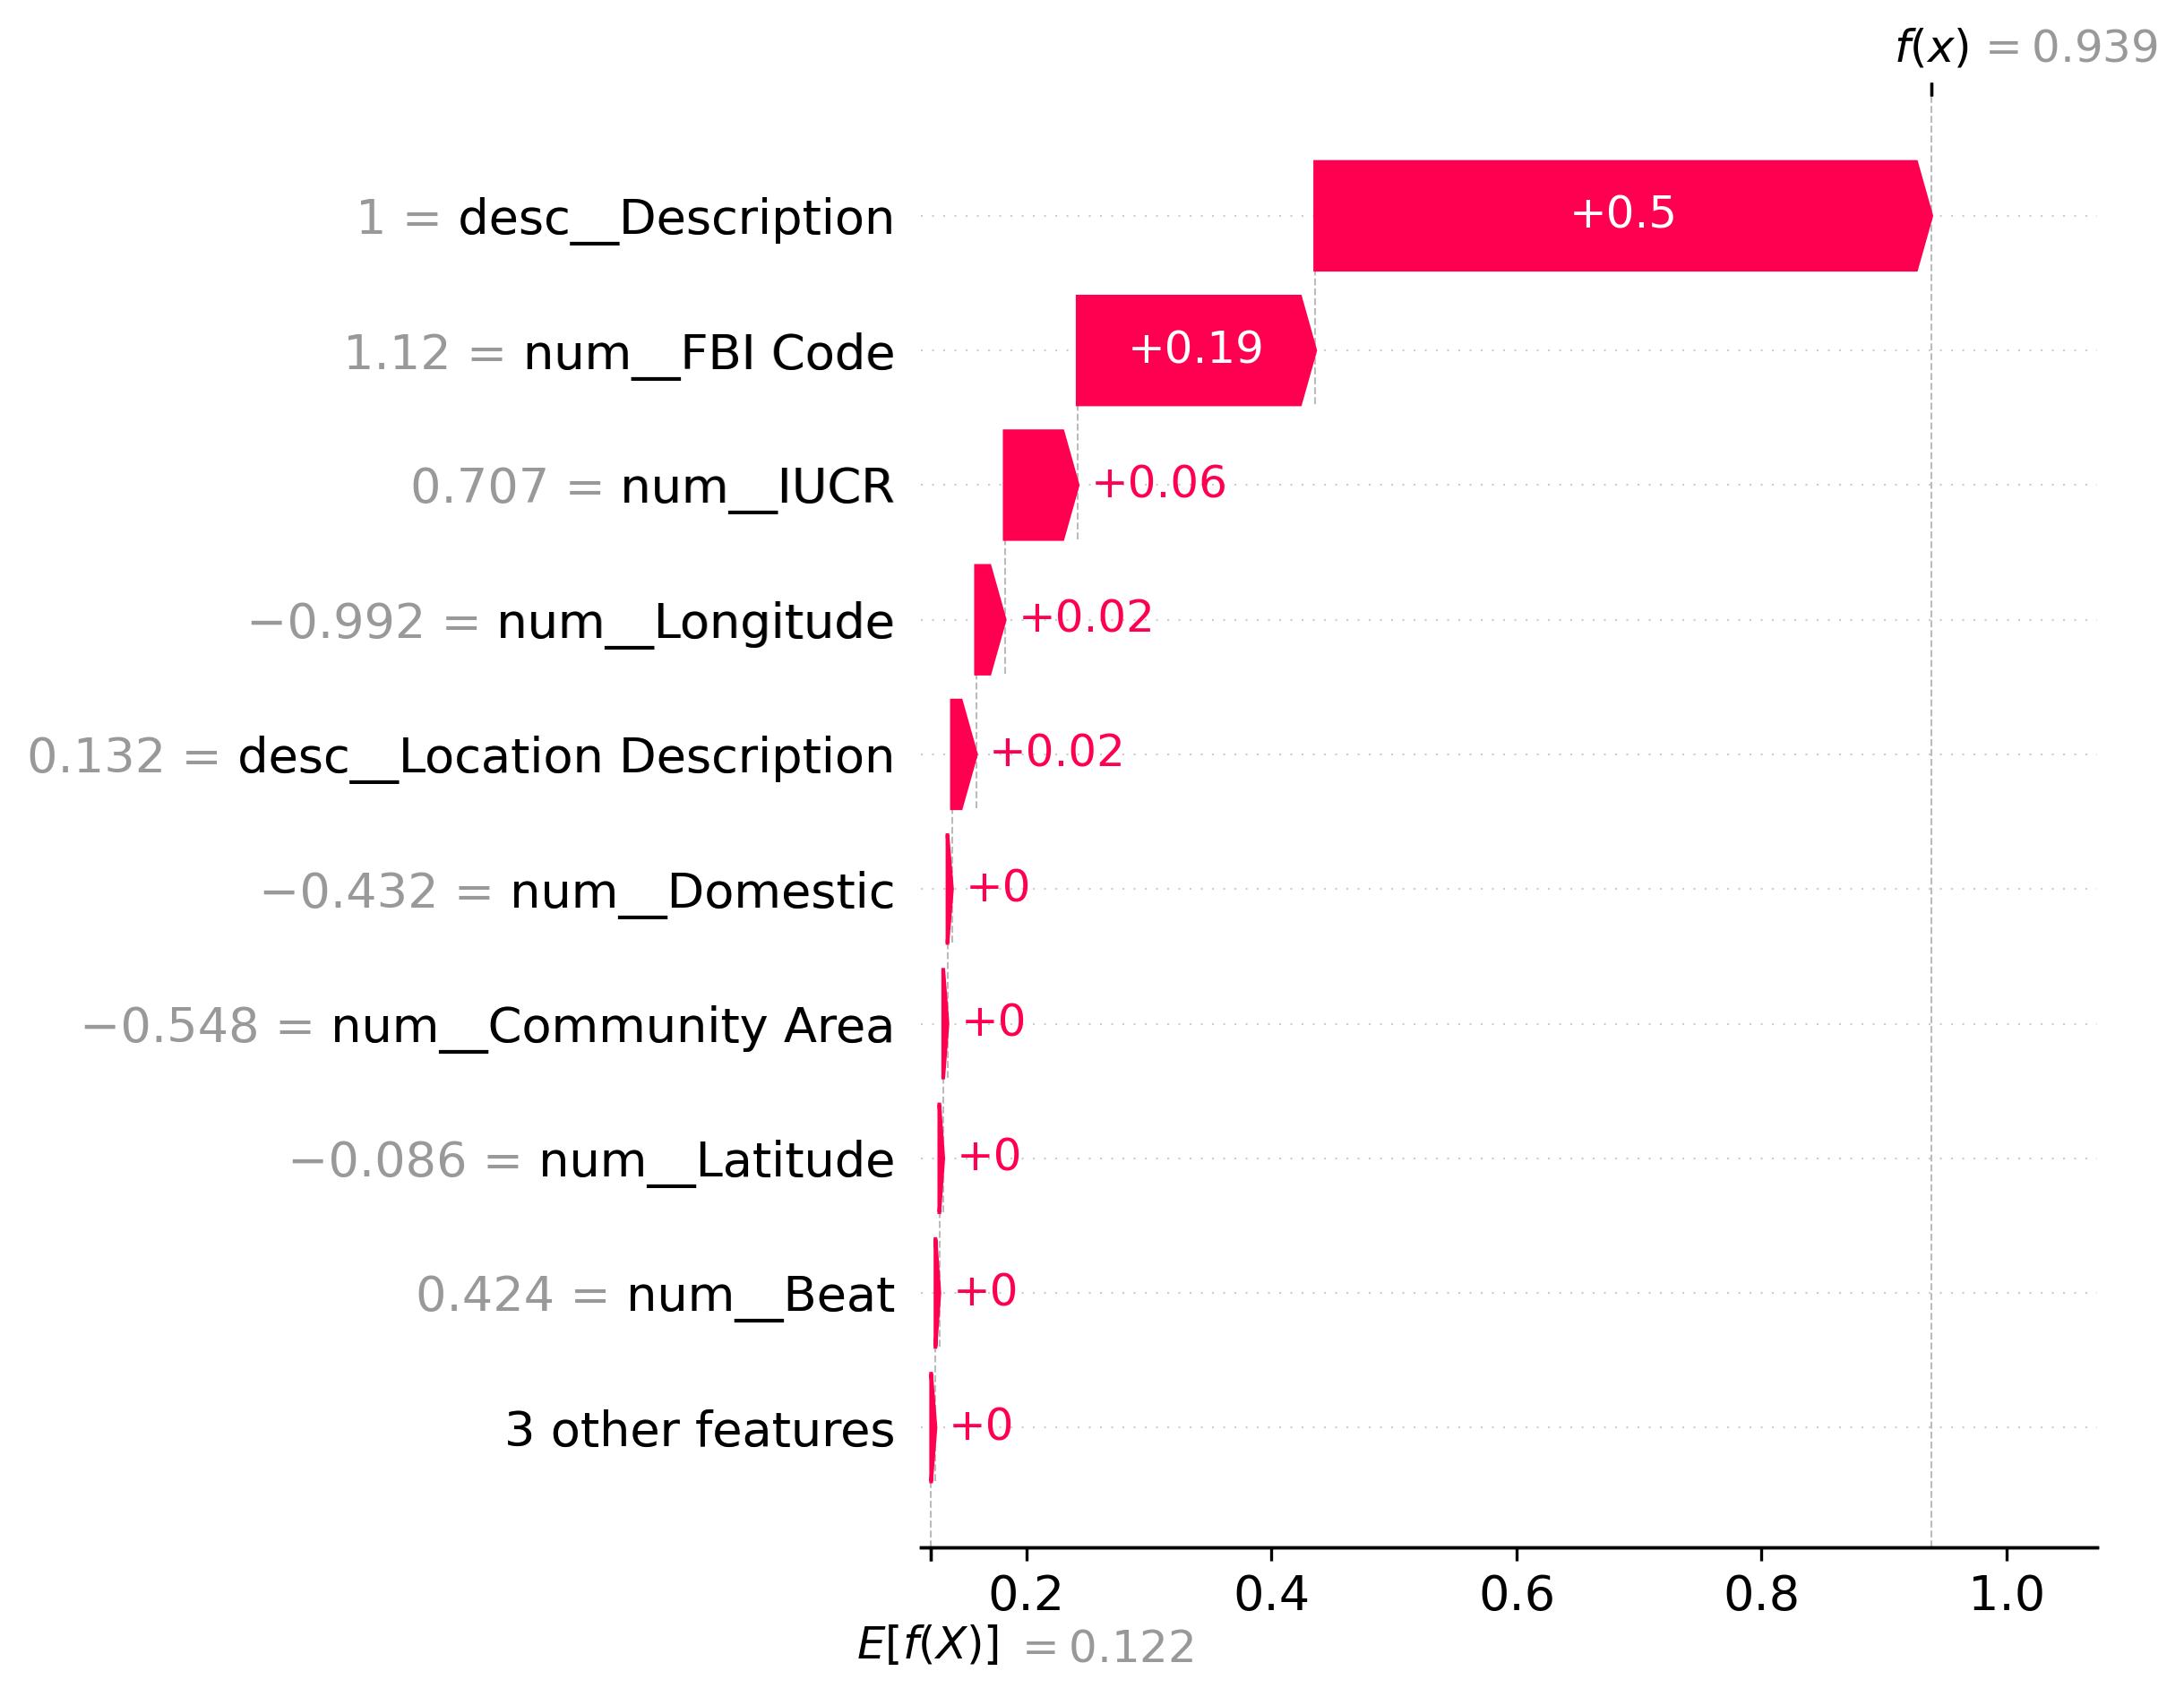 f(x) = 0.939
1 = desc__Description +0.5
1.12 = num__FBI Code +0.19
0.707 = num__IUCR +0.06
−0.992 = num__Longitude +0.02
0.132 = desc__Location Description +0.02
−0.432 = num__Domestic +0
−0.548 = num__Community Area +0
−0.086 = num__Latitude +0
0.424 = num__Beat +0
3 other features +0
0.2 0.4 0.6 0.8 1.0
E[f(X)] = 0.122